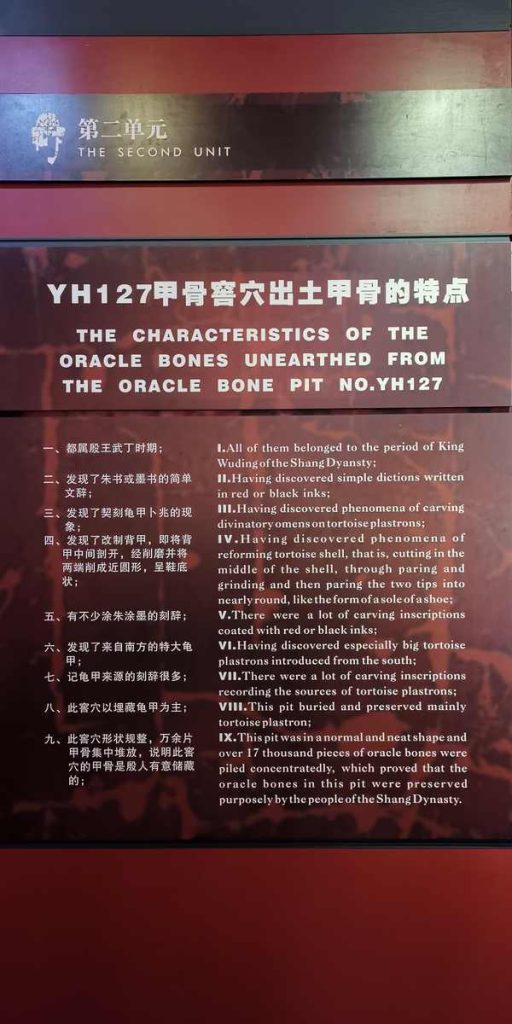 第二单元
THE SECOND UNIT
YH127甲骨窖穴出土甲骨的特点
THE CHARACTERISTICS OF THE
ORACLE BONES UNEARTHED FROM
THE ORACLE BONE PIT NO.YH127
一、都属殷王武丁时期；
二、发现了朱书或墨书的简单
文辞；
三、发现了契刻龟甲卜兆的现
象；
四、发现了改制背甲，即将背
甲中间剖开，经削磨并将
两端削成近圆形，呈鞋底
状；
五、有不少涂朱涂墨的刻辞；
六、发现了来自南方的特大龟
甲；
七、记龟甲来源的刻辞很多；
八、此窖穴以埋藏龟甲为主；
九、此窖穴形状规整，万余片
甲骨集中堆放，说明此窖
穴的甲骨是殷人有意储藏
的；
I.All of them belonged to the period of King
Wuding of the Shang Dyansty;
II.Having discovered simple dictions written
in red or black inks;
III.Having discovered phenomena of carving
divinatory omens on tortoise plastrons;
IV.Having discovered phenomena of
reforming tortoise shell, that is, cutting in the
middle of the shell, through paring and
grinding and then paring the two tips into
nearly round, like the form of a sole of a shoe;
V.There were a lot of carving inscriptions
coated with red or black inks;
VI.Having discovered especially big tortoise
plastrons introduced from the south;
VII.There were a lot of carving inscriptions
recording the sources of tortoise plastrons;
VIII.This pit buried and preserved mainly
tortoise plastron;
IX.This pit was in a normal and neat shape and
over 17 thousand pieces of oracle bones were
piled concentratedly, which proved that the
oracle bones in this pit were preserved
purposely by the people of the Shang Dynasty.